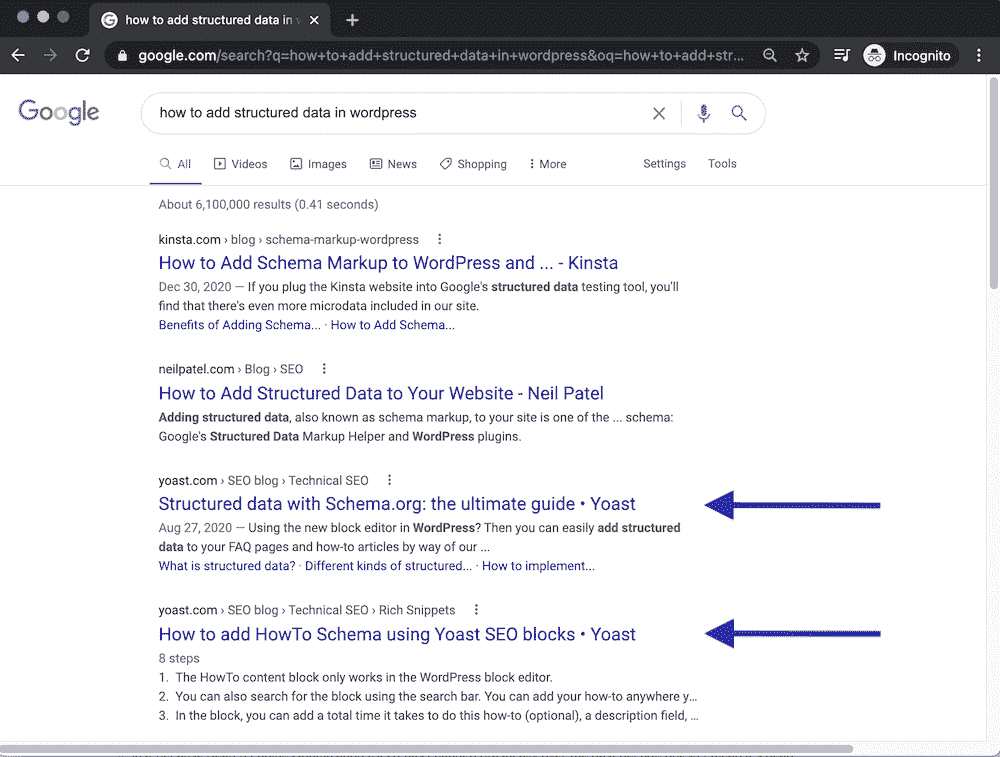 how to add structured data in w
google.com/search?q=how+to+add+structured+data+in+wordpress&oq=how+to+add+str...
Incognito
Google
how to add structured data in wordpress
All
Videos
Images
News
Shopping
More
Settings
Tools
About 6,100,000 results (0.41 seconds)
kinsta.com › blog › schema-markup-wordpress
How to Add Schema Markup to WordPress and ... - Kinsta
Dec 30, 2020 — If you plug the Kinsta website into Google's structured data testing tool, you'll
find that there's even more microdata included in our site.
Benefits of Adding Schema... · How to Add Schema...
neilpatel.com › Blog › SEO
How to Add Structured Data to Your Website - Neil Patel
Adding structured data, also known as schema markup, to your site is one of the ... schema:
Google's Structured Data Markup Helper and WordPress plugins.
yoast.com › SEO blog › Technical SEO
Structured data with Schema.org: the ultimate guide • Yoast
Aug 27, 2020 — Using the new block editor in WordPress? Then you can easily add structured
data to your FAQ pages and how-to articles by way of our ...
What is structured data? · Different kinds of structured... · How to implement...
yoast.com › SEO blog › Technical SEO › Rich Snippets
How to add HowTo Schema using Yoast SEO blocks • Yoast
8 steps
1. The HowTo content block only works in the WordPress block editor.
2. You can also search for the block using the search bar. You can add your how-to anywhere y...
3. In the block, you can add a total time it takes to do this how-to (optional), a description field, ...